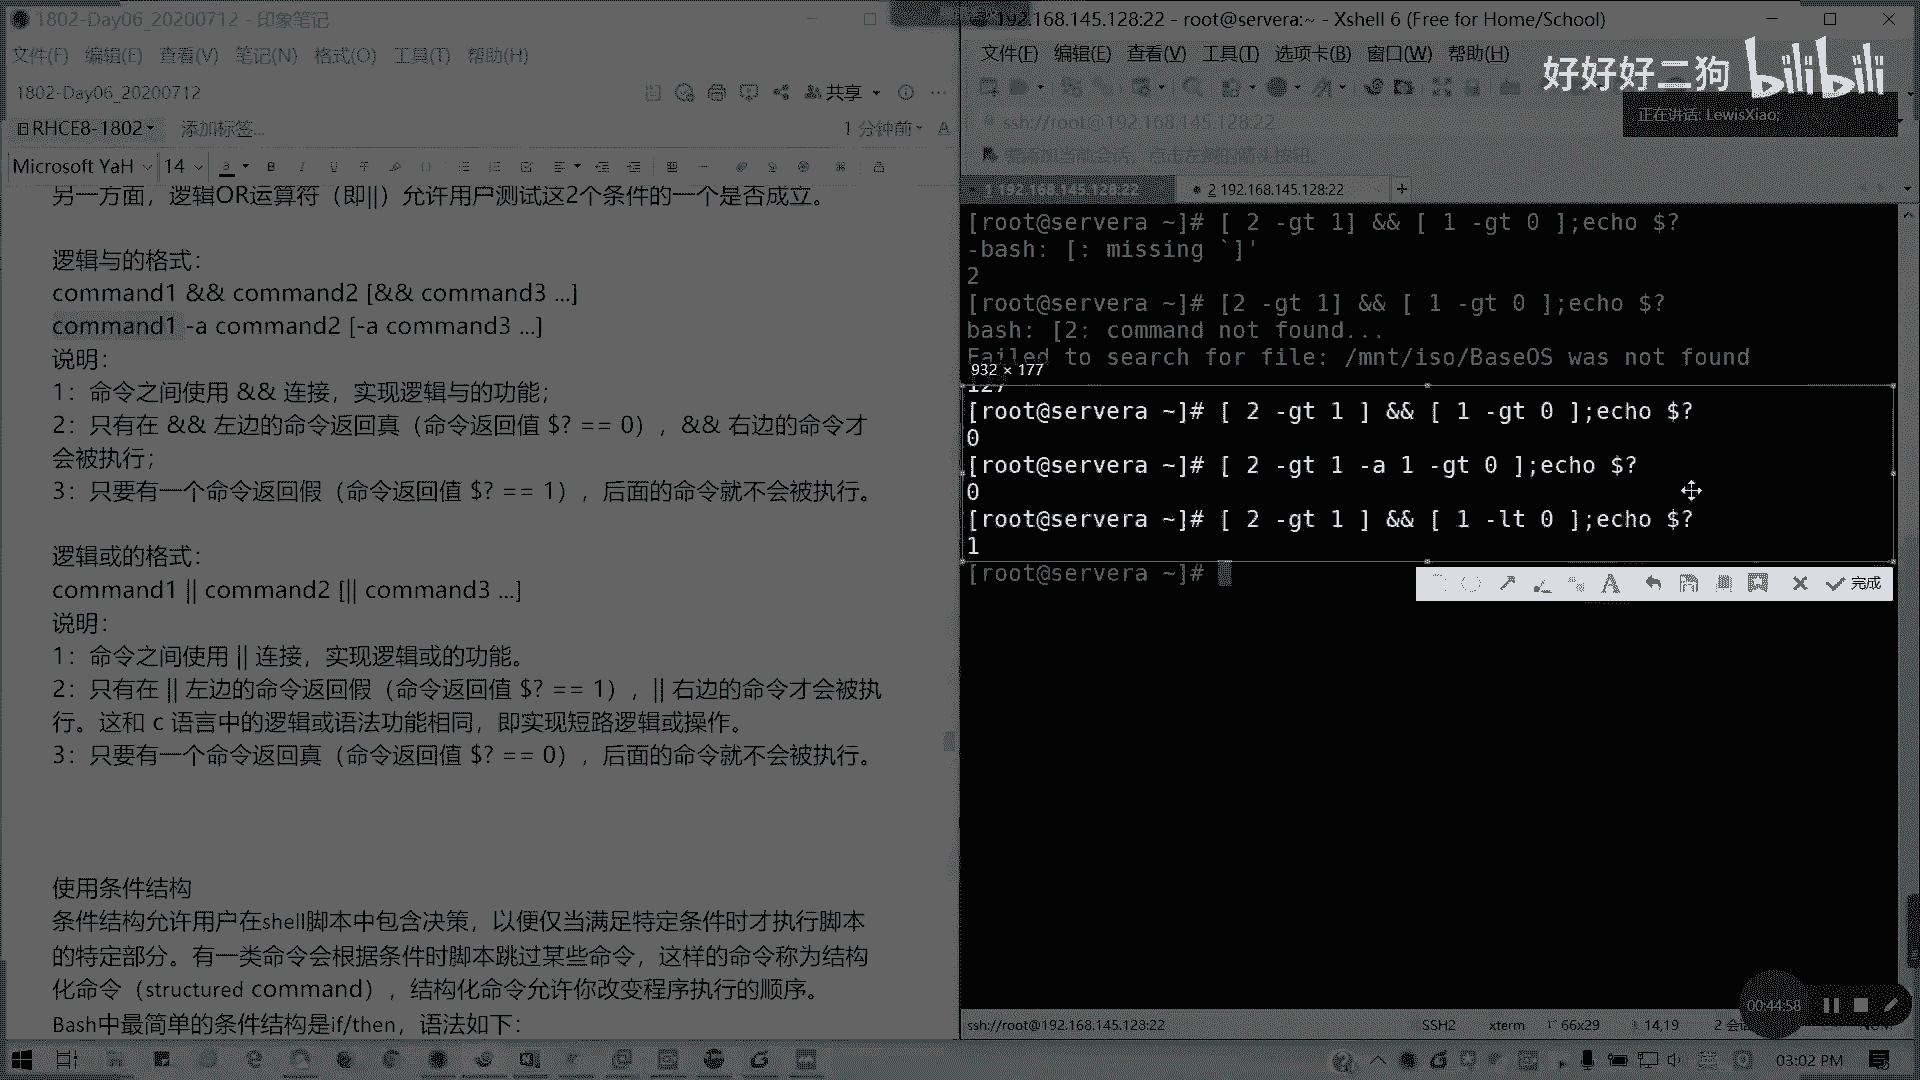 1802-Day06_20200712 - 印象笔记
文件(F) 编辑(E) 查看(V) 笔记(N) 格式(O) 工具(T) 帮助(H)
1802-Day06_20200712
共享
RHCE8-1802
添加标签...
1 分钟前
Microsoft YaH
14
另一方面，逻辑OR运算符（即||）允许用户测试这2个条件的一个是否成立。
逻辑与的格式：
command1 && command2 [&& command3 ...]
command1 -a command2 [-a command3 ...]
说明：
1：命令之间使用 && 连接，实现逻辑与的功能；
2：只有在 && 左边的命令返回真（命令返回值 $? == 0），&& 右边的命令才
会被执行；
3：只要有一个命令返回假（命令返回值 $? == 1），后面的命令就不会被执行。
逻辑或的格式：
command1 || command2 [|| command3 ...]
说明：
1：命令之间使用 || 连接，实现逻辑或的功能。
2：只有在 || 左边的命令返回假（命令返回值 $? == 1），|| 右边的命令才会被执
行。这和 c 语言中的逻辑或语法功能相同，即实现短路逻辑或操作。
3：只要有一个命令返回真（命令返回值 $? == 0），后面的命令就不会被执行。
使用条件结构
条件结构允许用户在shell脚本中包含决策，以便仅当满足特定条件时才执行脚本
的特定部分。有一类命令会根据条件时脚本跳过某些命令，这样的命令称为结构
化命令（structured command），结构化命令允许你改变程序执行的顺序。
Bash中最简单的条件结构是if/then，语法如下：
192.168.145.128:22 - root@servera:~ - Xshell 6 (Free for Home/School)
文件(F) 编辑(E) 查看(V) 工具(T) 选项卡(B) 窗口(W) 帮助(H)
好好好二狗 bilibili
正在讲话: LewisXiao;
ssh://root@192.168.145.128:22
要添加当前会话，点击左侧的箭头按钮。
1 192.168.145.128:22
2 192.168.145.128:22
[root@servera ~]# [ 2 -gt 1] && [ 1 -gt 0 ];echo $?
-bash: [: missing `]'
2
[root@servera ~]# [2 -gt 1] && [ 1 -gt 0 ];echo $?
bash: [2: command not found...
Failed to search for file: /mnt/iso/BaseOS was not found
932 × 177
127
[root@servera ~]# [ 2 -gt 1 ] && [ 1 -gt 0 ];echo $?
0
[root@servera ~]# [ 2 -gt 1 -a 1 -gt 0 ];echo $?
0
[root@servera ~]# [ 2 -gt 1 ] && [ 1 -lt 0 ];echo $?
1
[root@servera ~]#
完成
00:44:58
ssh://root@192.168.145.128:22
SSH2
xterm
66x29
14,19
03:02 PM